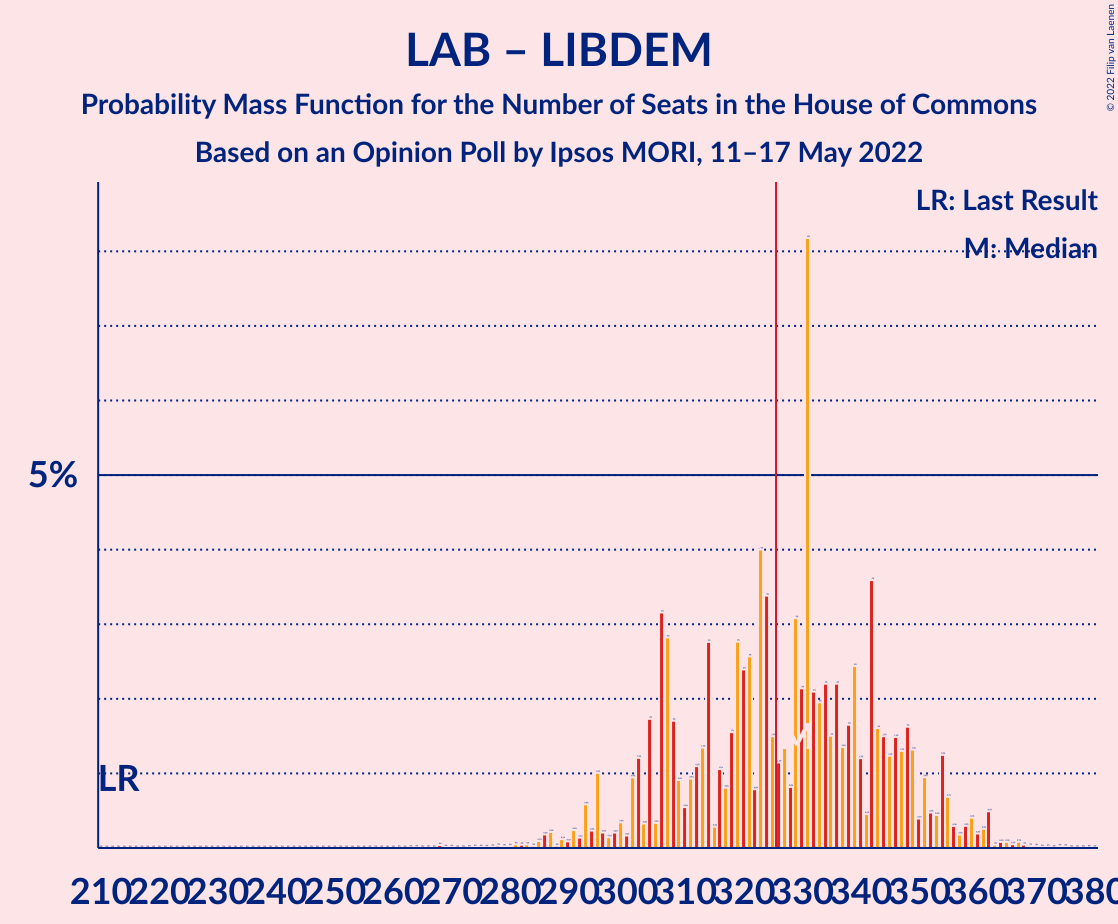 LAB – LIBDEM
Probability Mass Function for the Number of Seats in the House of Commons
Based on an Opinion Poll by Ipsos MORI, 11–17 May 2022
© 2022 Filip van Laenen
LR: Last Result
M: Median
5%
M
LR
210 220 230 240 250 260 270 280 290 300 310 320 330 340 350 360 370 380